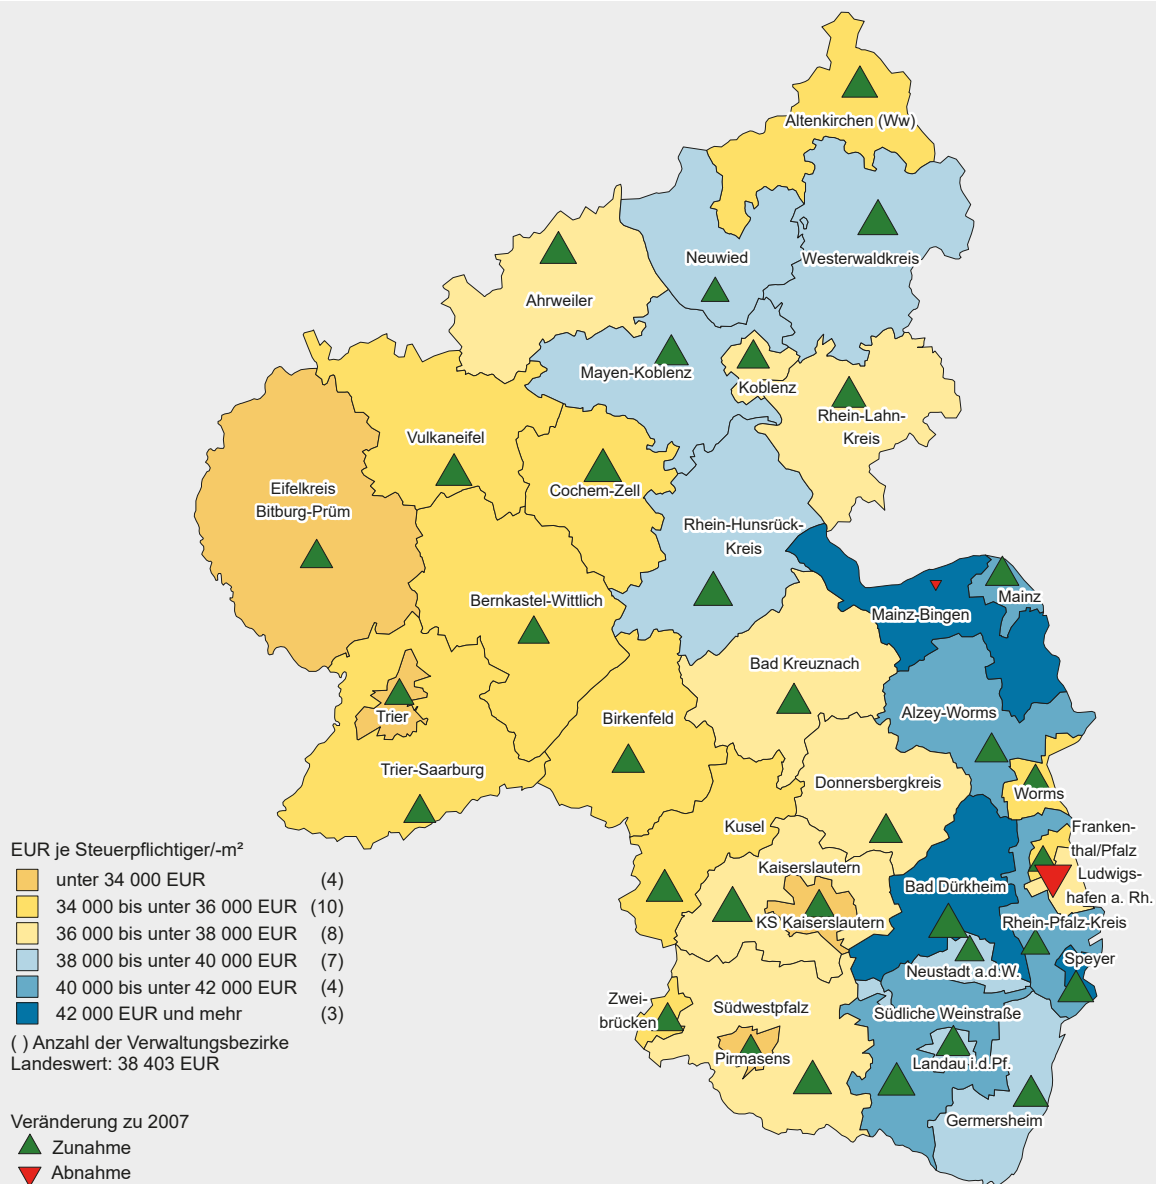 Altenkirchen (Ww)
Neuwied
Westerwaldkreis
Ahrweiler
Mayen-Koblenz
Koblenz
Rhein-Lahn-
Kreis
Vulkaneifel
Cochem-Zell
Eifelkreis
Bitburg-Prüm
Rhein-Hunsrück-
Kreis
Bernkastel-Wittlich
Mainz
Mainz-Bingen
Bad Kreuznach
Trier
Birkenfeld
Alzey-Worms
Trier-Saarburg
Donnersbergkreis
Worms
Kusel
Franken-
thal/Pfalz
Kaiserslautern
Ludwigs-
hafen a. Rh.
Bad Dürkheim
KS Kaiserslautern
Rhein-Pfalz-Kreis
Speyer
Neustadt a.d.W.
Zwei-
brücken
Südwestpfalz
Südliche Weinstraße
Pirmasens
Landau i.d.Pf.
Germersheim
EUR je Steuerpflichtiger/-m²
unter 34 000 EUR (4)
34 000 bis unter 36 000 EUR (10)
36 000 bis unter 38 000 EUR (8)
38 000 bis unter 40 000 EUR (7)
40 000 bis unter 42 000 EUR (4)
42 000 EUR und mehr (3)
( ) Anzahl der Verwaltungsbezirke
Landeswert: 38 403 EUR
Veränderung zu 2007
Zunahme
Abnahme